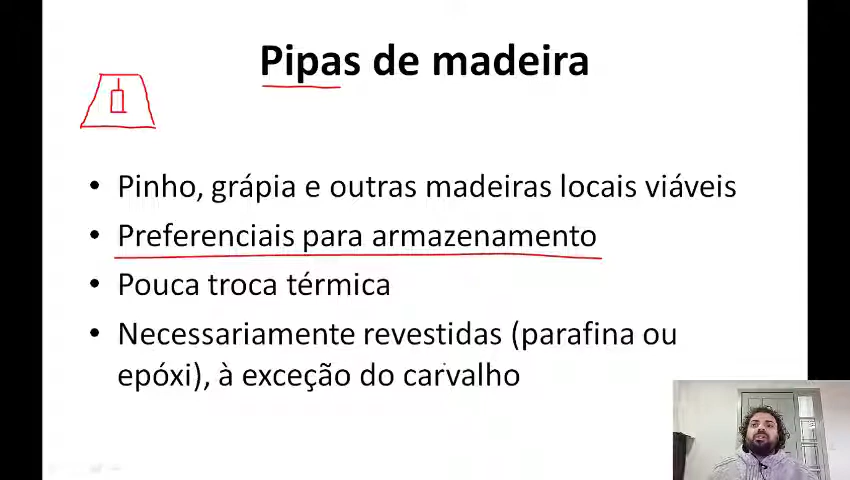 Pipas de madeira
• Pinho, grápia e outras madeiras locais viáveis
• Preferenciais para armazenamento
• Pouca troca térmica
• Necessariamente revestidas (parafina ou
epóxi), à exceção do carvalho